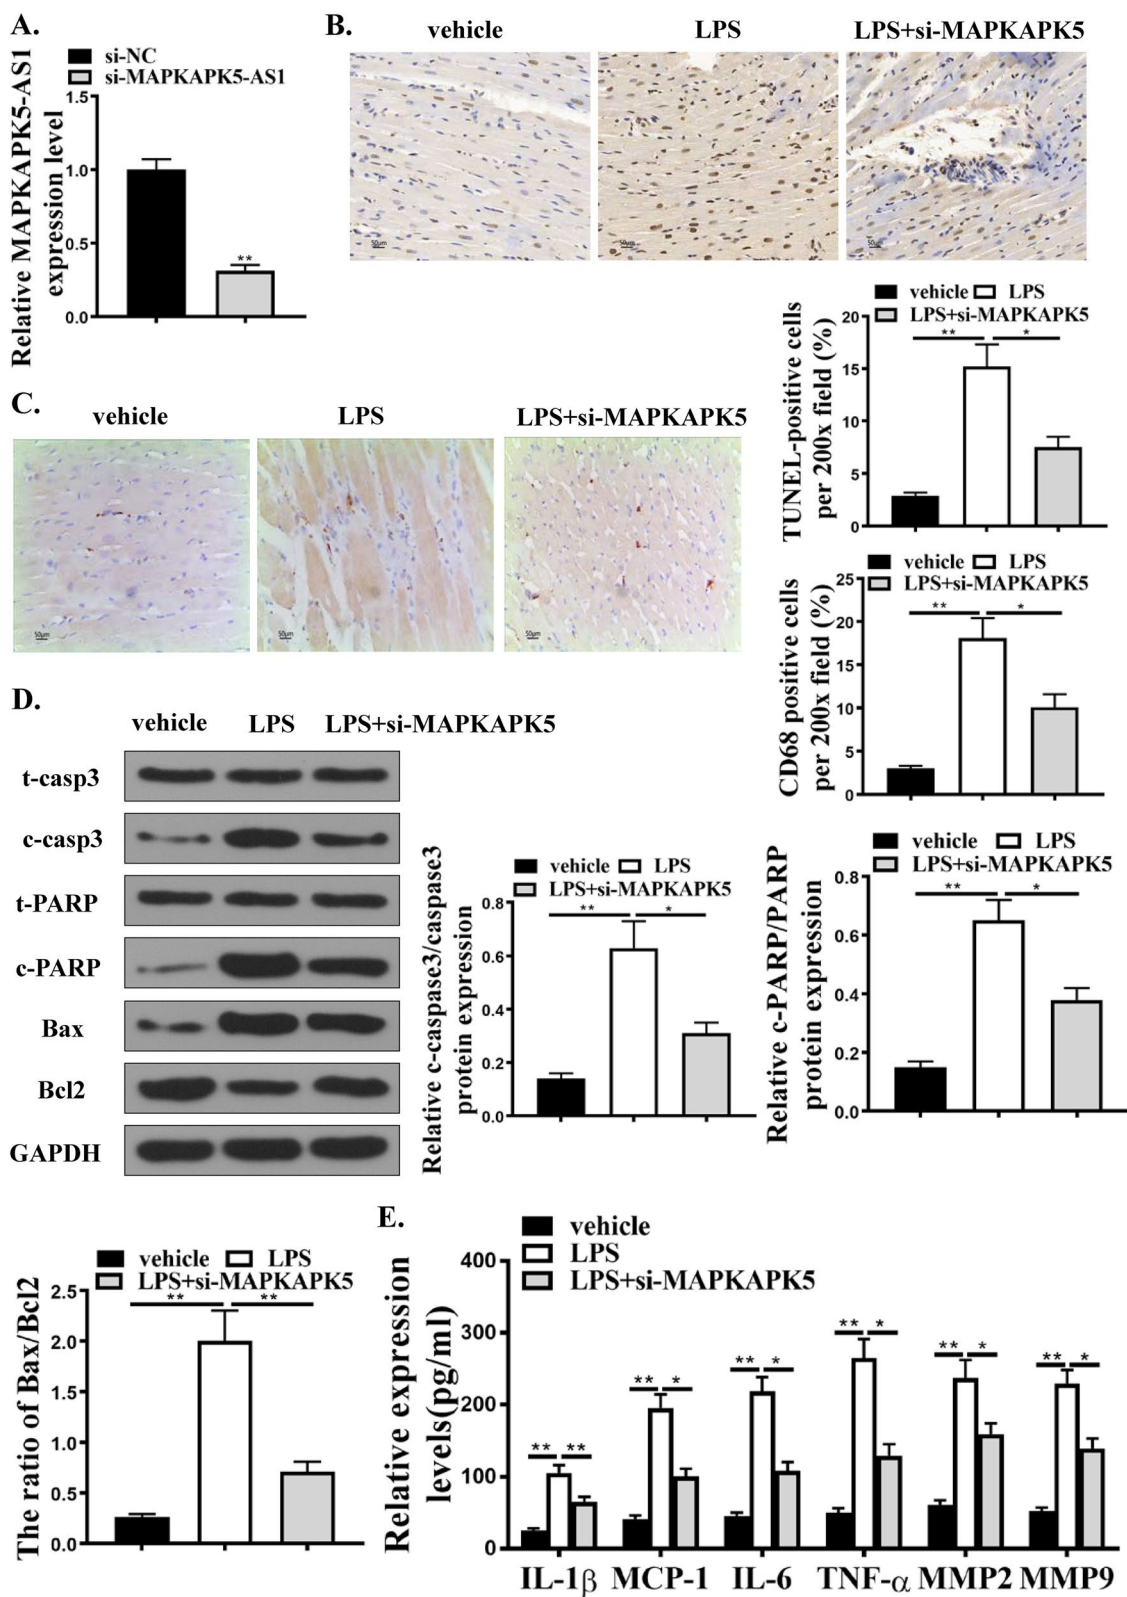 A.
si-NC
si-MAPKAPK5-AS1
Relative MAPKAPK5-AS1
expression level
1.5
1.0
0.5
0.0
**
B.
vehicle
LPS
LPS+si-MAPKAPK5
50μm
50μm
50μm
vehicle
LPS
LPS+si-MAPKAPK5
TUNEL-positive cells
per 200x field (%)
20
15
10
5
0
**
*
C.
vehicle
LPS
LPS+si-MAPKAPK5
50μm
50μm
50μm
vehicle
LPS
LPS+si-MAPKAPK5
CD68 positive cells
per 200x field (%)
25
20
15
10
5
0
**
*
D.
vehicle
LPS
LPS+si-MAPKAPK5
t-casp3
c-casp3
t-PARP
c-PARP
Bax
Bcl2
GAPDH
vehicle
LPS
LPS+si-MAPKAPK5
Relative c-caspase3/caspase3
protein expression
0.8
0.6
0.4
0.2
0.0
**
*
vehicle
LPS
LPS+si-MAPKAPK5
Relative c-PARP/PARP
protein expression
0.8
0.6
0.4
0.2
0.0
**
*
vehicle
LPS
LPS+si-MAPKAPK5
The ratio of Bax/Bcl2
2.5
2.0
1.5
1.0
0.5
0.0
**
**
E.
vehicle
LPS
LPS+si-MAPKAPK5
Relative expression
levels(pg/ml)
400
300
200
100
0
** **
** *
** *
** *
** *
** *
IL-1β MCP-1 IL-6 TNF-α MMP2 MMP9